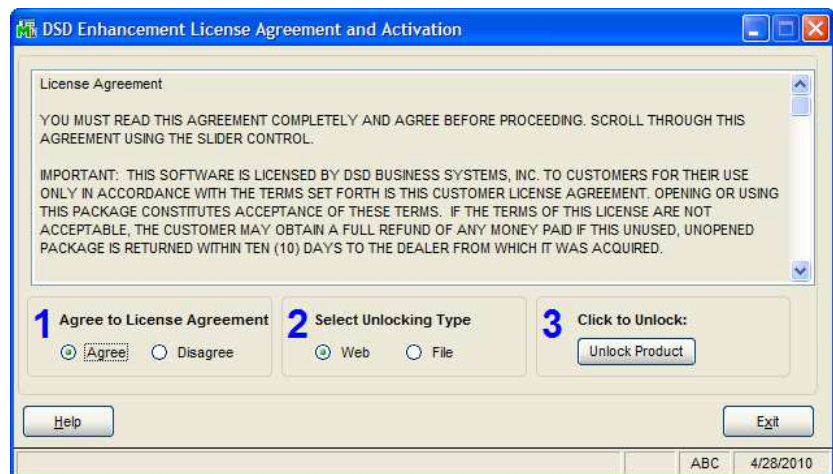 DSD Enhancement License Agreement and Activation
License Agreement
YOU MUST READ THIS AGREEMENT COMPLETELY AND AGREE BEFORE PROCEEDING. SCROLL THROUGH THIS
AGREEMENT USING THE SLIDER CONTROL.
IMPORTANT: THIS SOFTWARE IS LICENSED BY DSD BUSINESS SYSTEMS, INC. TO CUSTOMERS FOR THEIR USE
ONLY IN ACCORDANCE WITH THE TERMS SET FORTH IS THIS CUSTOMER LICENSE AGREEMENT. OPENING OR USING
THIS PACKAGE CONSTITUTES ACCEPTANCE OF THESE TERMS. IF THE TERMS OF THIS LICENSE ARE NOT
ACCEPTABLE, THE CUSTOMER MAY OBTAIN A FULL REFUND OF ANY MONEY PAID IF THIS UNUSED, UNOPENED
PACKAGE IS RETURNED WITHIN TEN (10) DAYS TO THE DEALER FROM WHICH IT WAS ACQUIRED.
1 Agree to License Agreement
Agree Disagree
2 Select Unlocking Type
Web File
3 Click to Unlock:
Unlock Product
Help
Exit
ABC 4/28/2010